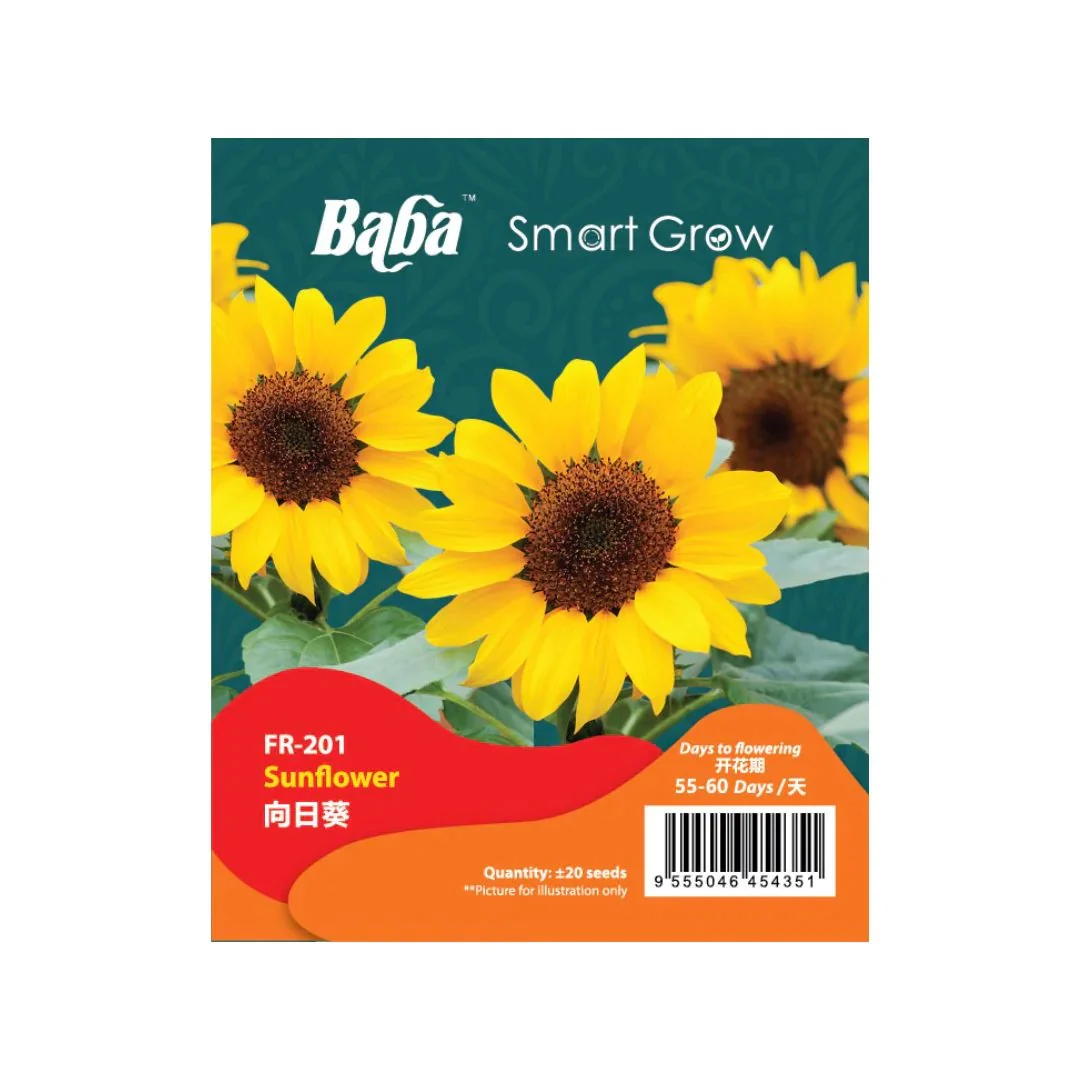 Baba™ Smart Grow
FR-201
Sunflower
向日葵
Days to flowering
开花期
55-60 Days/天
Quantity: ±20 seeds
**Picture for illustration only
9 555046 454351